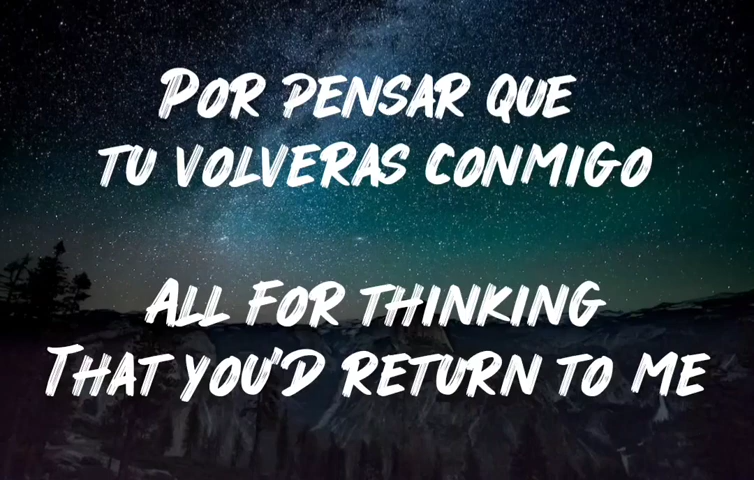 Por pensar que
tu volveras conmigo
All for thinking
That you'd return to me